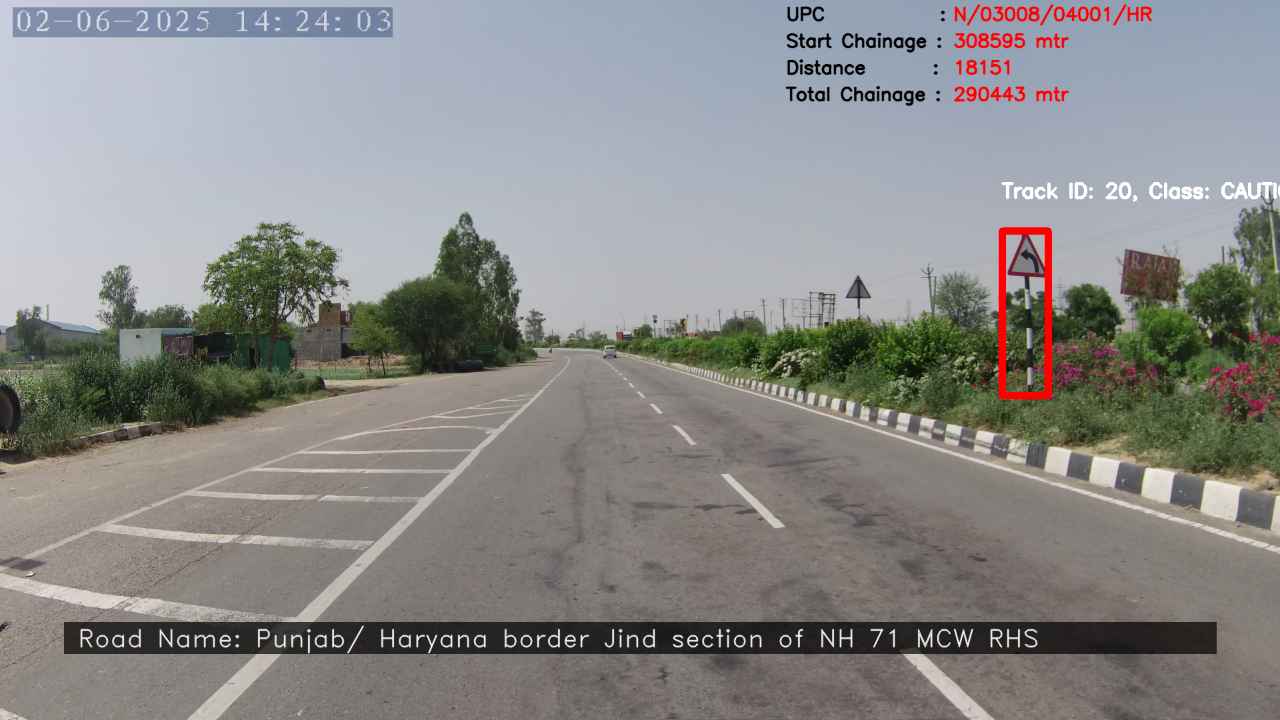 02-06-2025 14:24:03
UPC : N/03008/04001/HR
Start Chainage : 308595 mtr
Distance : 18151
Total Chainage : 290443 mtr
Track ID: 20, Class: CAUTI
Road Name: Punjab/ Haryana border Jind section of NH 71 MCW RHS